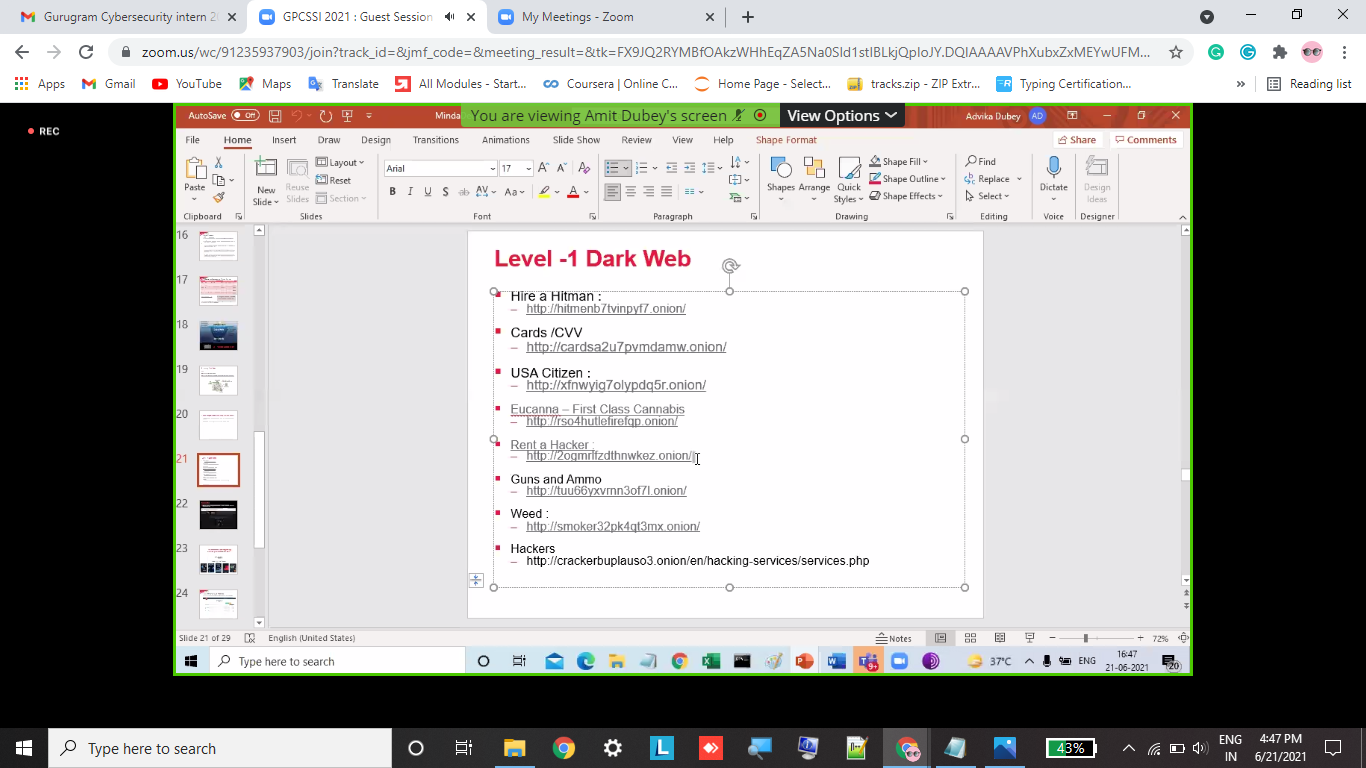 Gurugram Cybersecurity intern 2
GPCSSI 2021 : Guest Session
My Meetings - Zoom
zoom.us/wc/91235937903/join?track_id=&jmf_code=&meeting_result=&tk=
Apps
Gmail
YouTube
Maps
Translate
All Modules - Start...
Coursera | Online C...
Home Page - Select...
tracks.zip - ZIP Extr...
Typing Certification...
»
Reading list
REC
AutoSave Off
Minda
You are viewing Amit Dubey's screen
View Options
Advika Dubey AD
File Home Insert Draw Design Transitions Animations Slide Show Review View Help Shape Format
Share
Comments
Paste
Clipboard
New Slide
Reuse Slides
Layout
Reset
Section
Slides
Arial 17
B I U S ab AV Aa A
Font
Paragraph
Shapes
Arrange
Quick Styles
Shape Fill
Shape Outline
Shape Effects
Drawing
Find
Replace
Select
Editing
Dictate
Voice
Design Ideas
Designer
16
17
18
19
20
21
22
23
24
Level -1 Dark Web
Hire a Hitman :
– http://hitmenb7tvinpyf7.onion/
Cards /CVV
– http://cardsa2u7pvmdamw.onion/
USA Citizen :
– http://xfnwyig7olypdq5r.onion/
Eucanna – First Class Cannabis
– http://rso4hutlefirefqp.onion/
Rent a Hacker :
– http://2ogmrlfzdthnwkez.onion/
Guns and Ammo
– http://tuu66yxvrnn3of7l.onion/
Weed :
– http://smoker32pk4qt3mx.onion/
Hackers
– http://crackerbuplauso3.onion/en/hacking-services/services.php
Slide 21 of 29
English (United States)
Notes
72%
Type here to search
37°C
ENG
16:47
21-06-2021
20
Type here to search
43%
ENG
IN
4:47 PM
6/21/2021